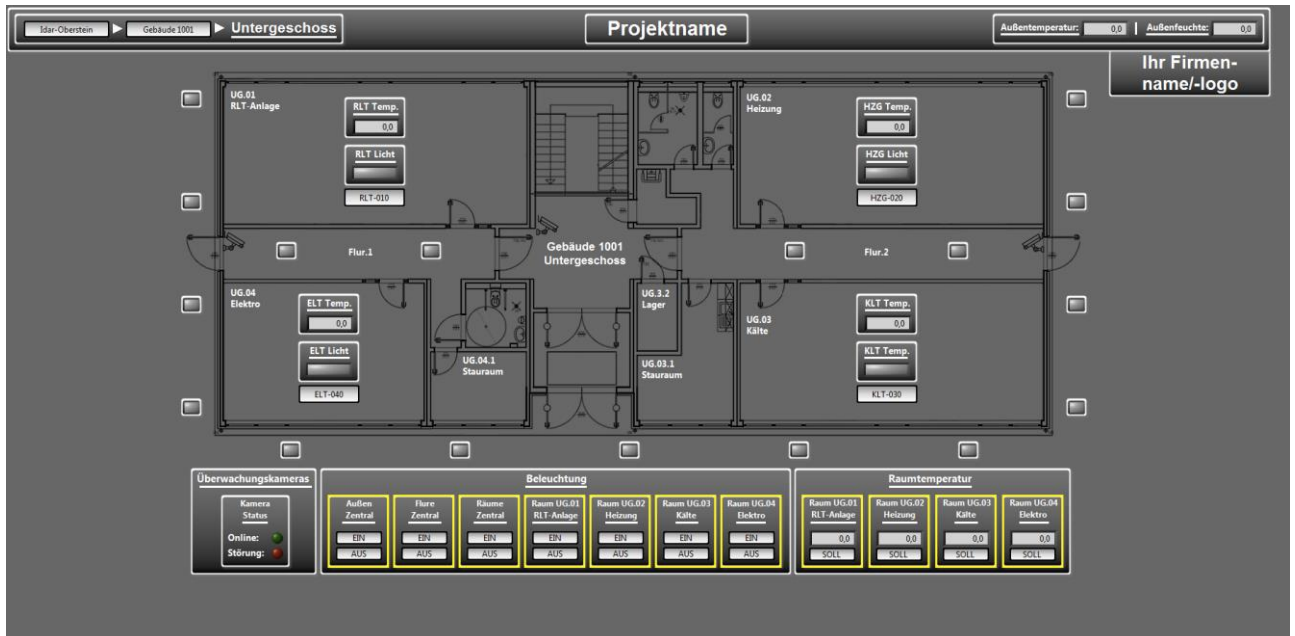 Idar-Oberstein
Gebäude 1001
Untergeschoss
Projektname
Außentemperatur:
0,0
Außenfeuchte:
0,0
Ihr Firmen-
name/-logo
UG.01
RLT-Anlage
RLT Temp.
0,0
RLT Licht
RLT-010
UG.02
Heizung
HZG Temp.
0,0
HZG Licht
HZG-020
Flur.1
Gebäude 1001
Untergeschoss
Flur.2
UG.04
Elektro
ELT Temp.
0,0
ELT Licht
ELT-040
UG.04.1
Stauraum
UG.3.2
Lager
UG.03.1
Stauraum
UG.03
Kälte
KLT Temp.
0,0
KLT Temp.
KLT-030
Überwachungskameras
Kamera
Status
Online:
Störung:
Beleuchtung
Außen
Zentral
EIN
AUS
Flure
Zentral
EIN
AUS
Räume
Zentral
EIN
AUS
Raum UG.01
RLT-Anlage
EIN
AUS
Raum UG.02
Heizung
EIN
AUS
Raum UG.03
Kälte
EIN
AUS
Raum UG.04
Elektro
EIN
AUS
Raumtemperatur
Raum UG.01
RLT-Anlage
0,0
SOLL
Raum UG.02
Heizung
0,0
SOLL
Raum UG.03
Kälte
0,0
SOLL
Raum UG.04
Elektro
0,0
SOLL